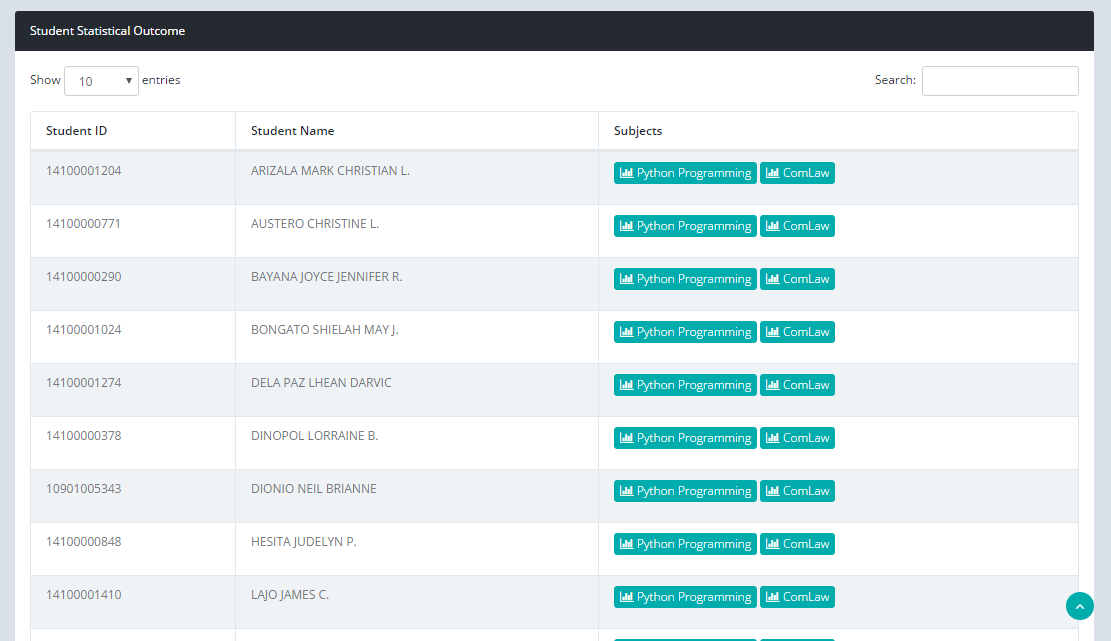 Student Statistical Outcome
Show 10 entries Search:
Student ID Student Name Subjects
14100001204 ARIZALA MARK CHRISTIAN L. Python Programming ComLaw
14100000771 AUSTERO CHRISTINE L. Python Programming ComLaw
14100000290 BAYANA JOYCE JENNIFER R. Python Programming ComLaw
14100001024 BONGATO SHIELAH MAY J. Python Programming ComLaw
14100001274 DELA PAZ LHEAN DARVIC Python Programming ComLaw
14100000378 DINOPOL LORRAINE B. Python Programming ComLaw
10901005343 DIONIO NEIL BRIANNE Python Programming ComLaw
14100000848 HESITA JUDELYN P. Python Programming ComLaw
14100001410 LAJO JAMES C. Python Programming ComLaw